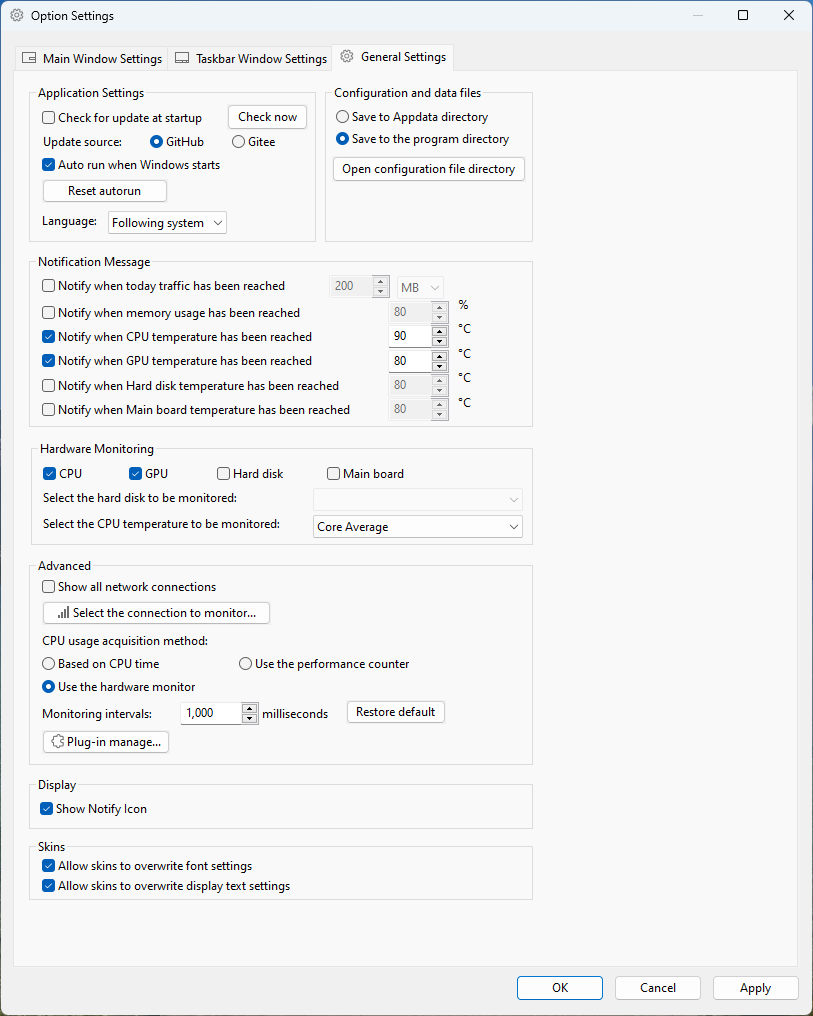 Option Settings
Main Window Settings
Taskbar Window Settings
General Settings
Application Settings
Check for update at startup
Check now
Update source:
GitHub
Gitee
Auto run when Windows starts
Reset autorun
Language:
Following system
Configuration and data files
Save to Appdata directory
Save to the program directory
Open configuration file directory
Notification Message
Notify when today traffic has been reached
200
MB
Notify when memory usage has been reached
80
%
Notify when CPU temperature has been reached
90
°C
Notify when GPU temperature has been reached
80
°C
Notify when Hard disk temperature has been reached
80
°C
Notify when Main board temperature has been reached
80
°C
Hardware Monitoring
CPU
GPU
Hard disk
Main board
Select the hard disk to be monitored:
Select the CPU temperature to be monitored:
Core Average
Advanced
Show all network connections
Select the connection to monitor...
CPU usage acquisition method:
Based on CPU time
Use the performance counter
Use the hardware monitor
Monitoring intervals:
1,000
milliseconds
Restore default
Plug-in manage...
Display
Show Notify Icon
Skins
Allow skins to overwrite font settings
Allow skins to overwrite display text settings
OK
Cancel
Apply